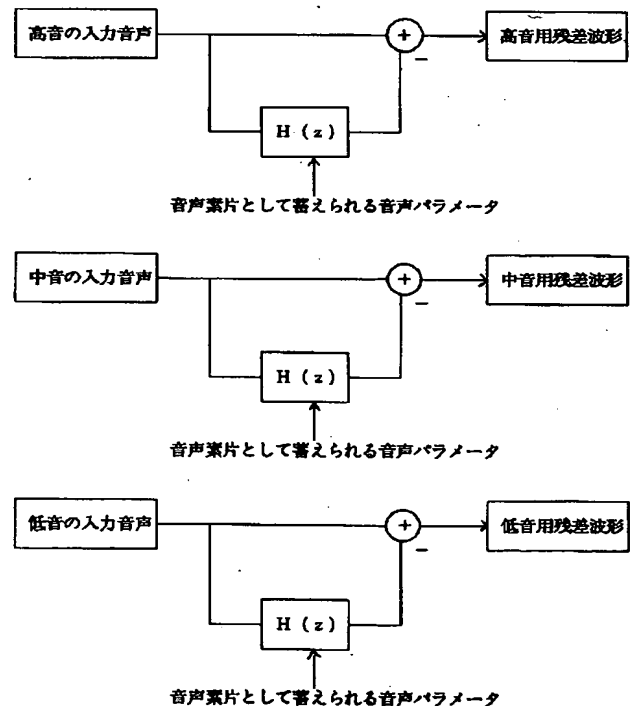 高音の入力音声
+
−
高音用残差波形
H (z)
音声素片として蓄えられる音声パラメータ
中音の入力音声
+
−
中音用残差波形
H (z)
音声素片として蓄えられる音声パラメータ
低音の入力音声
+
−
低音用残差波形
H (z)
音声素片として蓄えられる音声パラメータ